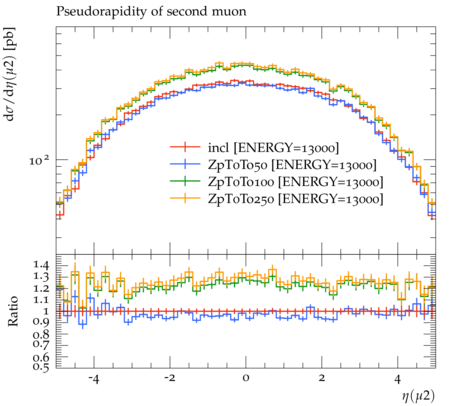 Pseudorapidity of second muon
dσ/dη(μ2) [pb]
10²
incl [ENERGY=13000]
ZpToTo50 [ENERGY=13000]
ZpToTo100 [ENERGY=13000]
ZpToTo250 [ENERGY=13000]
Ratio
1.4
1.3
1.2
1.1
1
0.9
0.8
0.7
0.6
0.5
-4 -2 0 2 4
η(μ2)